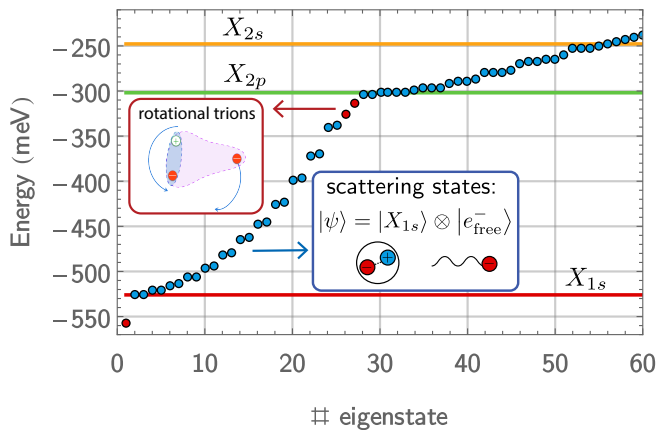 X₂ₛ
−250
X₂ₚ
−300
rotational trions
−350
Energy (meV)
−400
scattering states:
|ψ⟩ = |X₁ₛ⟩ ⊗ |e⁻free⟩
−450
−500
X₁ₛ
−550
0 10 20 30 40 50 60
# eigenstate